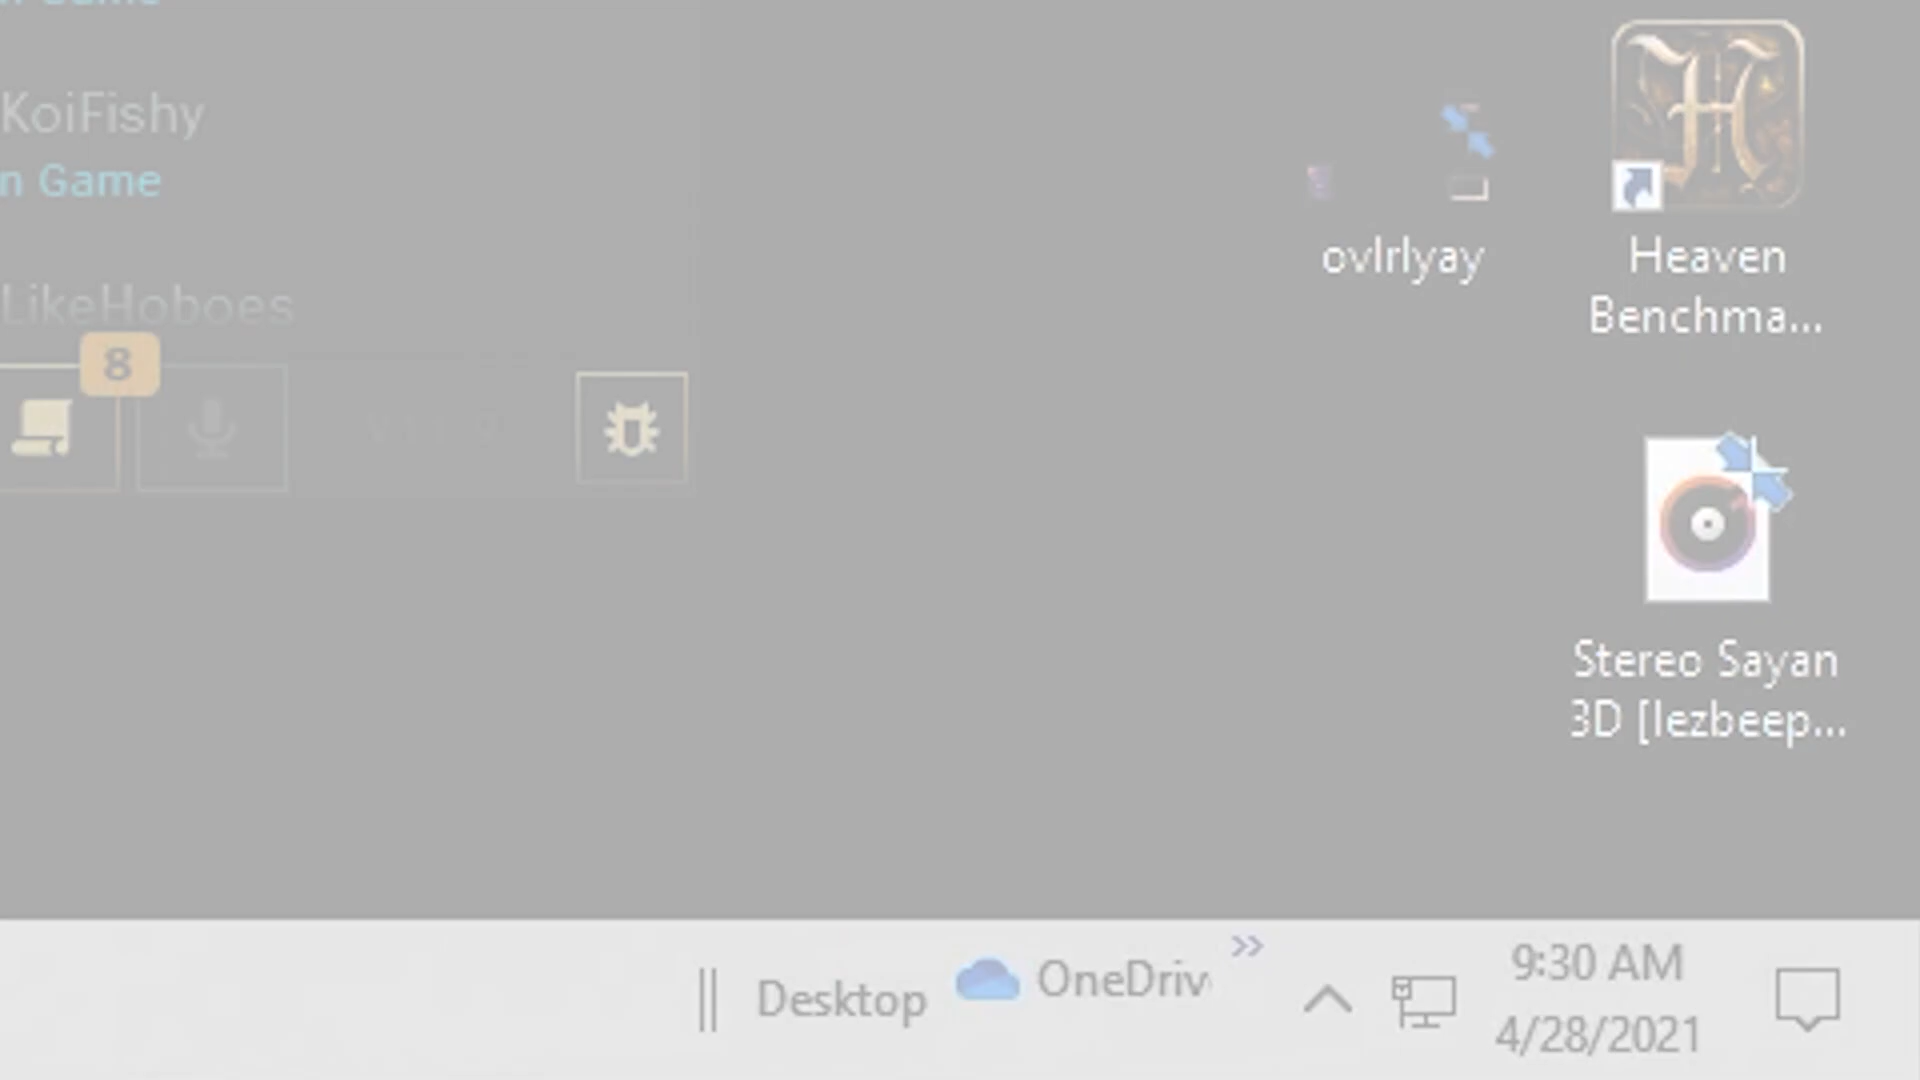 KoiFishy
n Game
LikeHoboes
8
ovlrlyay
Heaven
Benchma...
Stereo Sayan
3D [lezbeep...
Desktop
OneDriv
9:30 AM
4/28/2021